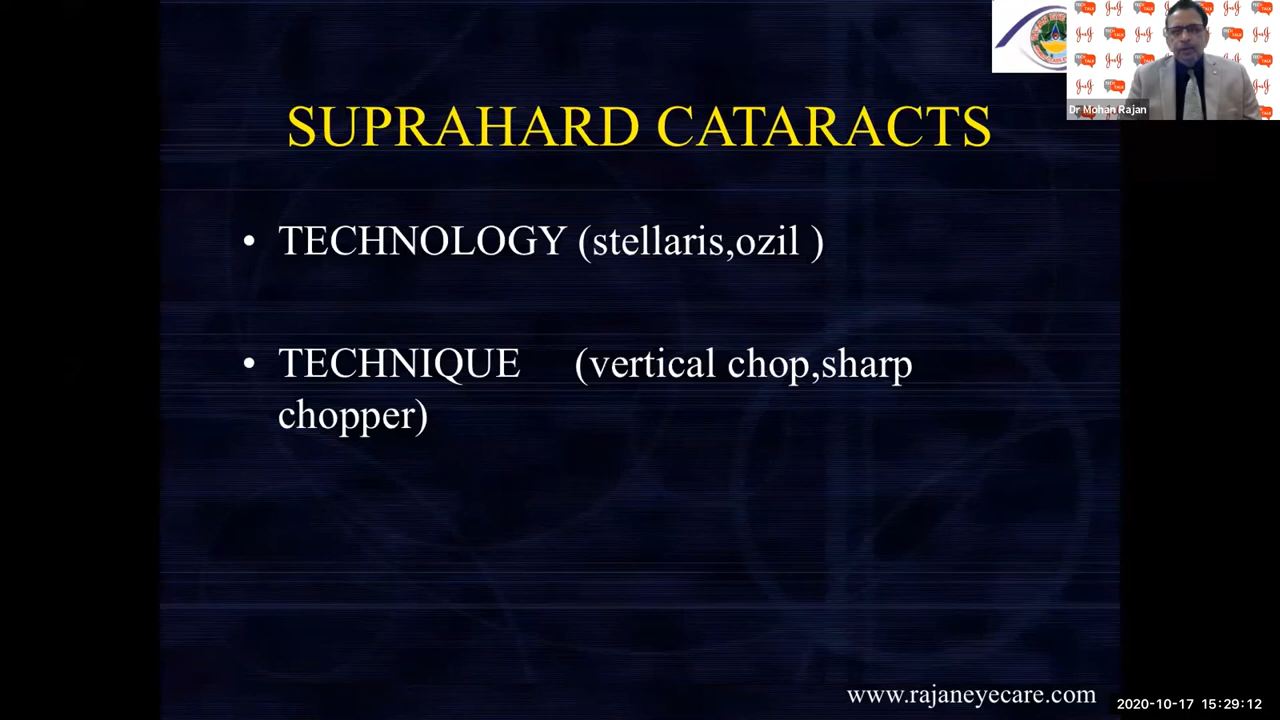 SUPRAHARD CATARACTS
• TECHNOLOGY (stellaris,ozil )
• TECHNIQUE (vertical chop,sharp
chopper)
www.rajaneyecare.com
Dr Mohan Rajan
2020-10-17 15:29:12